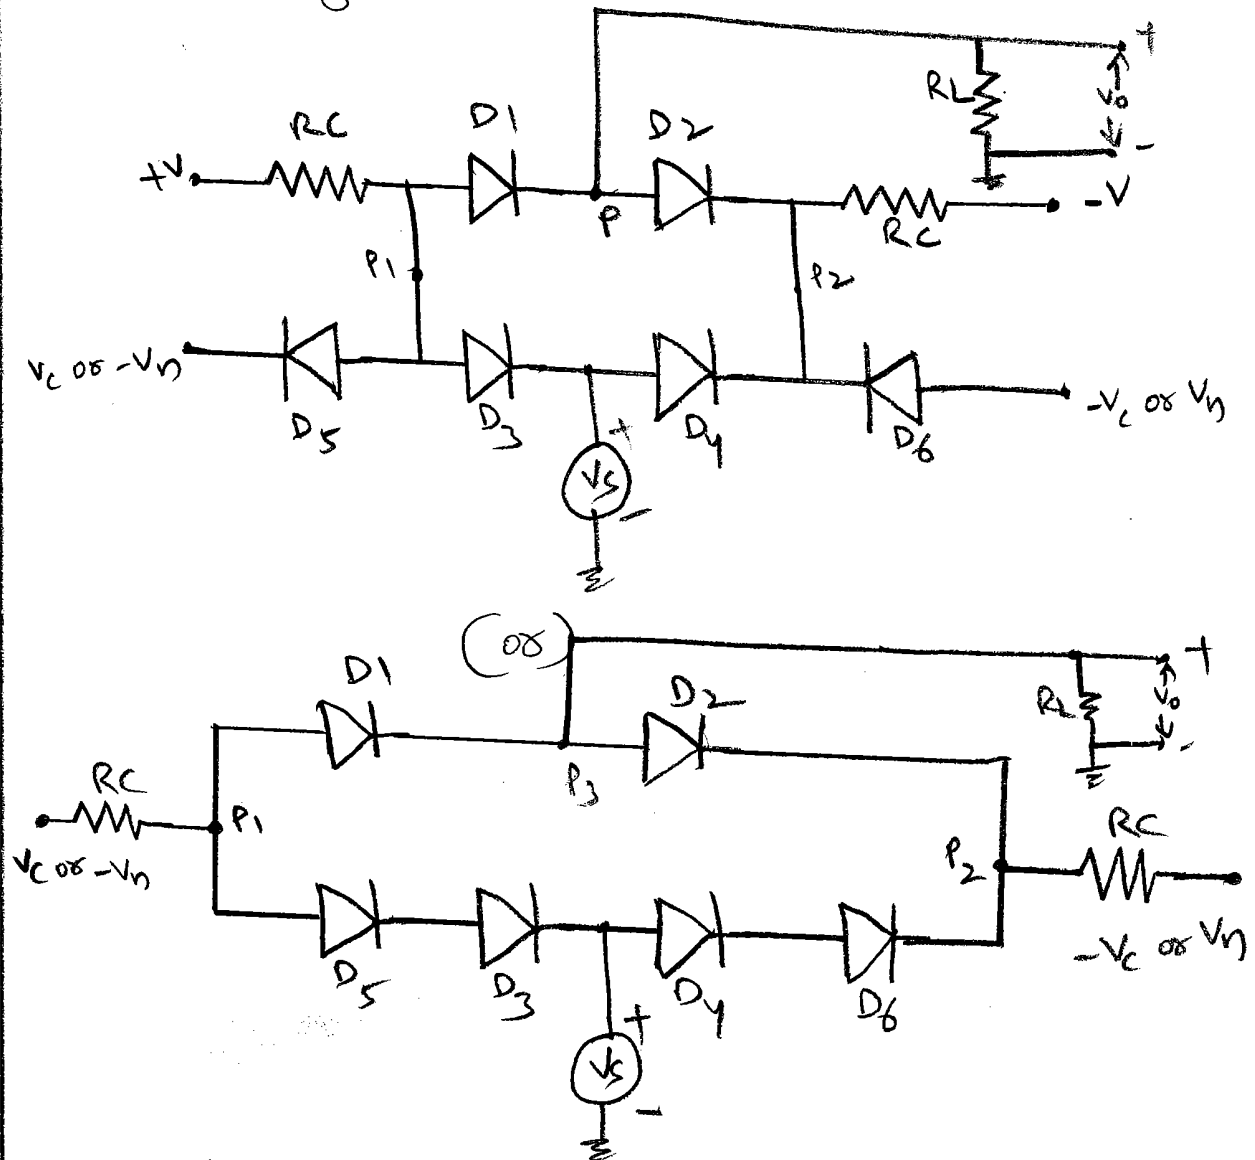 +
RL
Vo
-
RC
D1
D2
+V
P
RC
-V
P1
P2
Vc or -Vn
D5
D3
D4
D6
-Vc or Vn
+
Vs
-
(or)
+
D1
D2
RL
Vo
-
P3
RC
P1
Vc or -Vn
P2
RC
-Vc or Vn
D5
D3
D4
D6
+
Vs
-